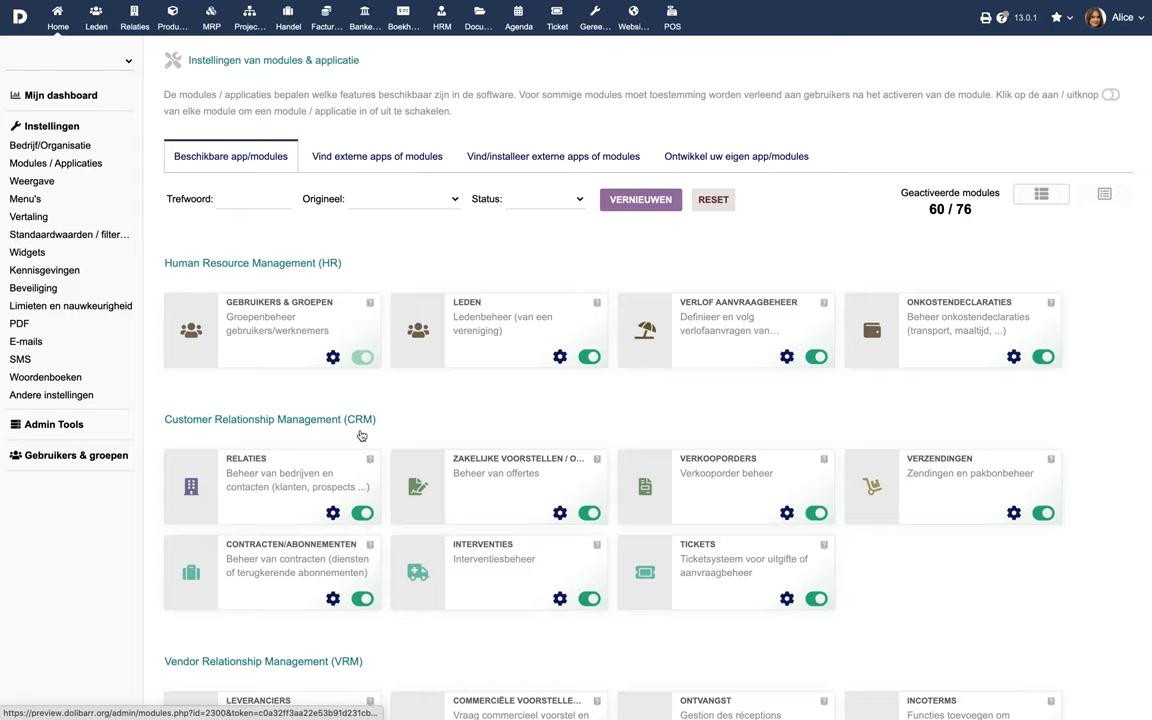 Home Leden Relaties Produ... MRP Projec... Handel Factur... Banke... Boekh... HRM Docu... Agenda Ticket Geree... Websi... POS
13.0.1 Alice
Instellingen van modules & applicatie
De modules / applicaties bepalen welke features beschikbaar zijn in de software. Voor sommige modules moet toestemming worden verleend aan gebruikers na het activeren van de module. Klik op de aan / uitknop
van elke module om een module / applicatie in of uit te schakelen.
Mijn dashboard
Instellingen
Bedrijf/Organisatie
Modules / Applicaties
Weergave
Menu's
Vertaling
Standaardwaarden / filter...
Widgets
Kennisgevingen
Beveiliging
Limieten en nauwkeurigheid
PDF
E-mails
SMS
Woordenboeken
Andere instellingen
Admin Tools
Gebruikers & groepen
Beschikbare app/modules Vind externe apps of modules Vind/installeer externe apps of modules Ontwikkel uw eigen app/modules
Trefwoord: Origineel: Status: VERNIEUWEN RESET
Geactiveerde modules
60 / 76
Human Resource Management (HR)
GEBRUIKERS & GROEPEN
Groepenbeheer
gebruikers/werknemers
LEDEN
Ledenbeheer (van een
vereniging)
VERLOF AANVRAAGBEHEER
Definieer en volg
verlofaanvragen van...
ONKOSTENDECLARATIES
Beheer onkostendeclaraties
(transport, maaltijd, ...)
Customer Relationship Management (CRM)
RELATIES
Beheer van bedrijven en
contacten (klanten, prospects ...)
ZAKELIJKE VOORSTELLEN / O...
Beheer van offertes
VERKOOPORDERS
Verkooporder beheer
VERZENDINGEN
Zendingen en pakbonbeheer
CONTRACTEN/ABONNEMENTEN
Beheer van contracten (diensten
of terugkerende abonnementen)
INTERVENTIES
Interventiesbeheer
TICKETS
Ticketsysteem voor uitgifte of
aanvraagbeheer
Vendor Relationship Management (VRM)
LEVERANCIERS
COMMERCIËLE VOORSTELLE...
Vraag commercieel voorstel en
ONTVANGST
Gestion des réceptions
INCOTERMS
Functies toevoegen om
https://preview.dolibarr.org/admin/modules.php?id=2300&token=c0a32ff3aa22e53b91d231cb...